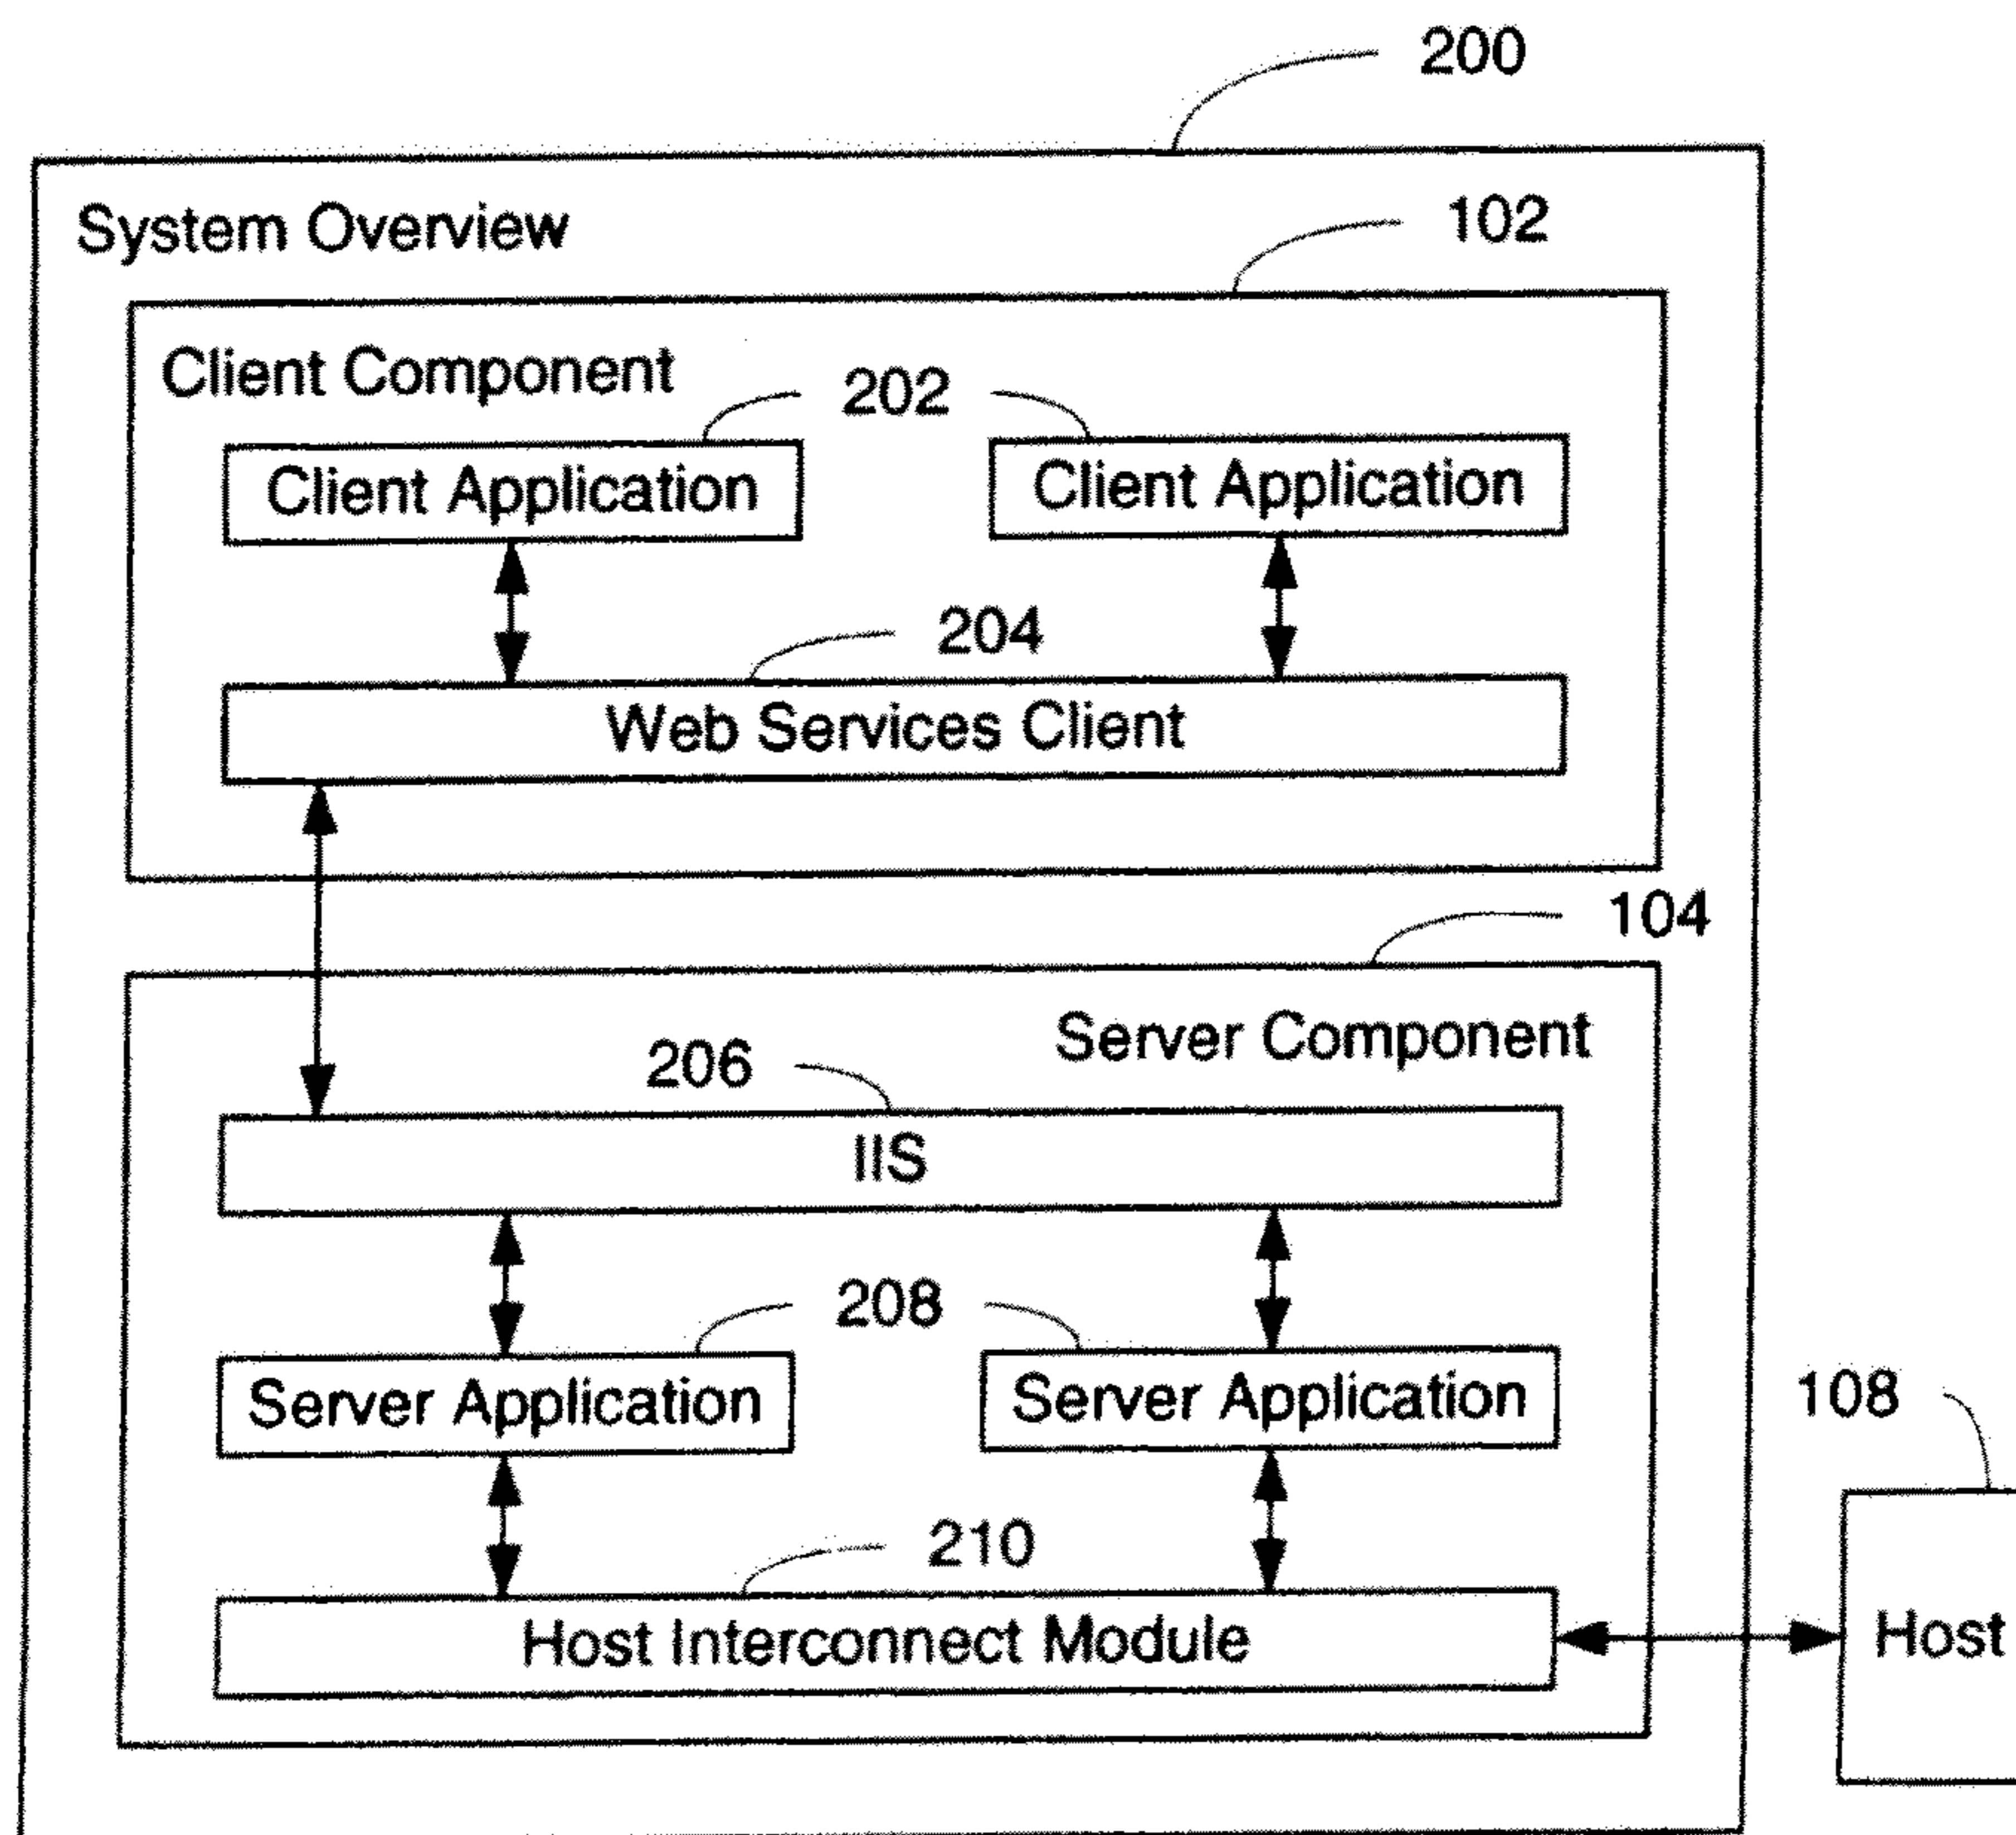 200
System Overview
102
Client Component
202
Client Application
Client Application
204
Web Services Client
104
Server Component
206
IIS
208
Server Application
Server Application
108
210
Host Interconnect Module
Host